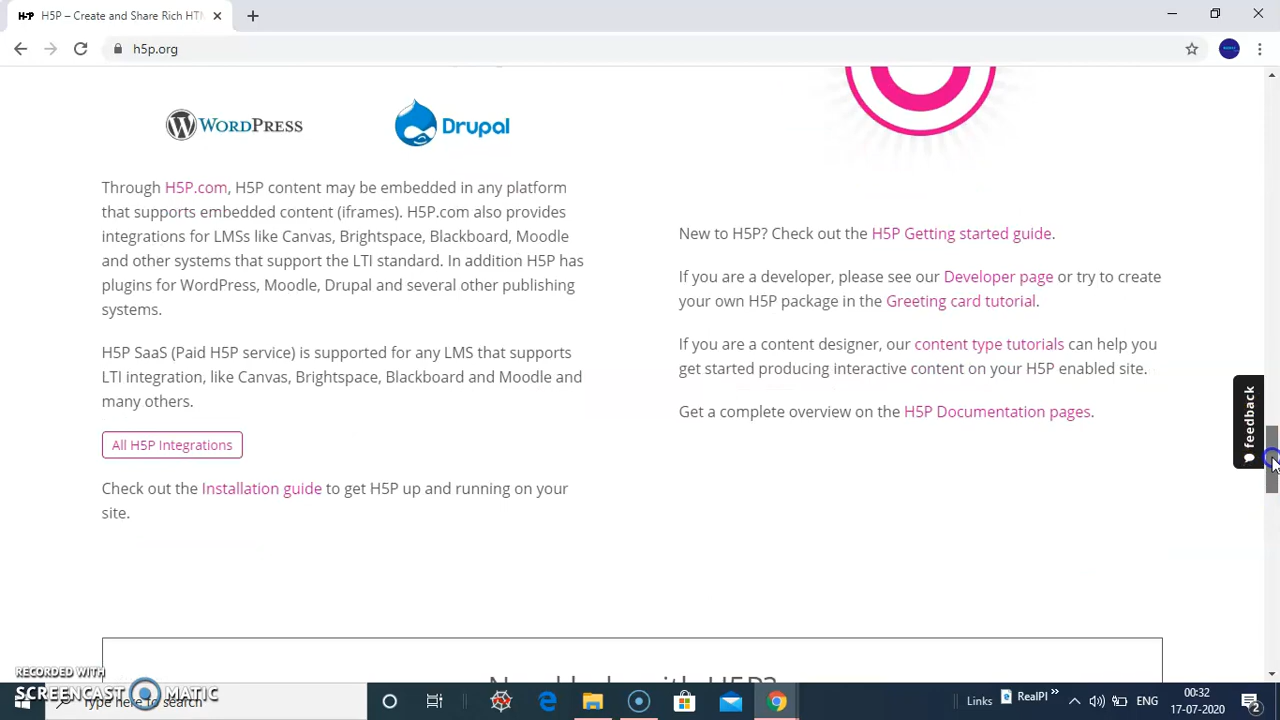 H5P – Create and Share Rich HT
h5p.org
WORDPRESS
Drupal
Through H5P.com, H5P content may be embedded in any platform
that supports embedded content (iframes). H5P.com also provides
integrations for LMSs like Canvas, Brightspace, Blackboard, Moodle
and other systems that support the LTI standard. In addition H5P has
plugins for WordPress, Moodle, Drupal and several other publishing
systems.
H5P SaaS (Paid H5P service) is supported for any LMS that supports
LTI integration, like Canvas, Brightspace, Blackboard and Moodle and
many others.
All H5P Integrations
Check out the Installation guide to get H5P up and running on your
site.
New to H5P? Check out the H5P Getting started guide.
If you are a developer, please see our Developer page or try to create
your own H5P package in the Greeting card tutorial.
If you are a content designer, our content type tutorials can help you
get started producing interactive content on your H5P enabled site.
Get a complete overview on the H5P Documentation pages.
feedback
Need help with H5P?
RECORDED WITH
SCREENCAST MATIC
Type here to search
Links
RealPl
ENG
00:32
17-07-2020
2